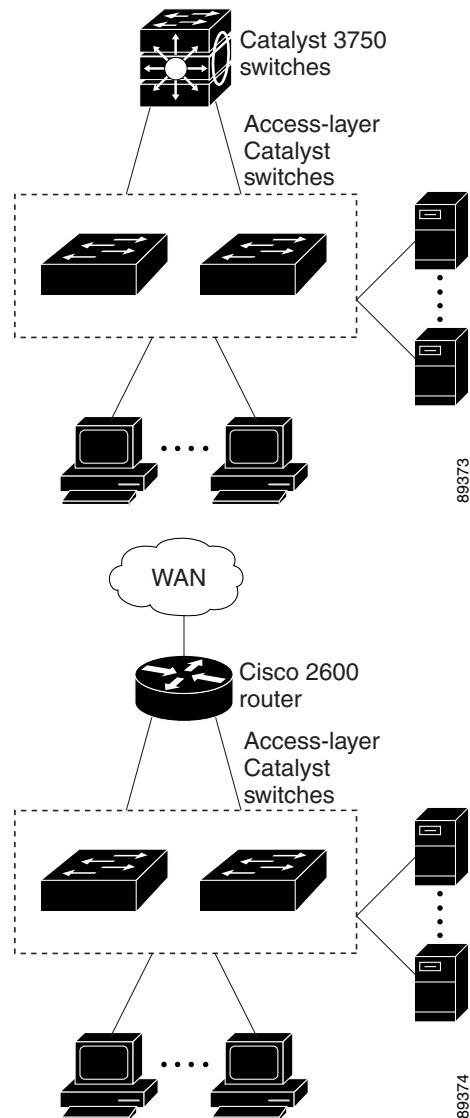 Catalyst 3750
switches
Access-layer
Catalyst
switches
89373
WAN
Cisco 2600
router
Access-layer
Catalyst
switches
89374